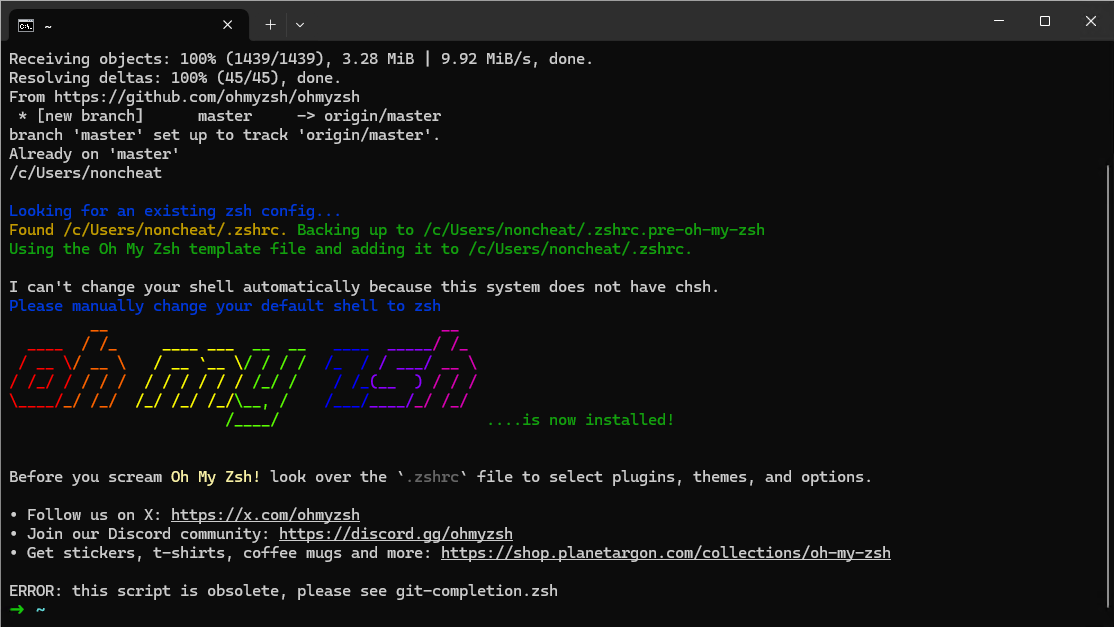 ~
Receiving objects: 100% (1439/1439), 3.28 MiB | 9.92 MiB/s, done.
Resolving deltas: 100% (45/45), done.
From https://github.com/ohmyzsh/ohmyzsh
 * [new branch]      master     -> origin/master
branch 'master' set up to track 'origin/master'.
Already on 'master'
/c/Users/noncheat
Looking for an existing zsh config...
Found /c/Users/noncheat/.zshrc. Backing up to /c/Users/noncheat/.zshrc.pre-oh-my-zsh
Using the Oh My Zsh template file and adding it to /c/Users/noncheat/.zshrc.
I can't change your shell automatically because this system does not have chsh.
Please manually change your default shell to zsh
oh my zsh
....is now installed!
Before you scream Oh My Zsh! look over the `.zshrc` file to select plugins, themes, and options.
• Follow us on X: https://x.com/ohmyzsh
• Join our Discord community: https://discord.gg/ohmyzsh
• Get stickers, t-shirts, coffee mugs and more: https://shop.planetargon.com/collections/oh-my-zsh
ERROR: this script is obsolete, please see git-completion.zsh
➜ ~